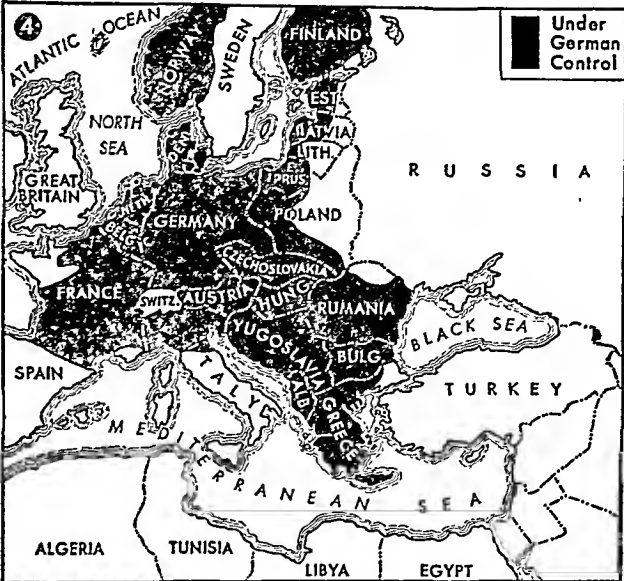 4
Under
German
Control
ATLANTIC OCEAN
NORWAY
SWEDEN
FINLAND
EST.
LATVIA
LITH.
NORTH
SEA
DEN.
GREAT
BRITAIN
E.
PRUS.
RUSSIA
NETH.
BELG.
GERMANY
POLAND
CZECHOSLOVAKIA
FRANCE
SWITZ.
AUSTRIA
HUNG.
RUMANIA
YUGOSLAVIA
BULG.
BLACK SEA
SPAIN
ITALY
ALB.
GREECE
TURKEY
MEDITERRANEAN SEA
ALGERIA
TUNISIA
LIBYA
EGYPT